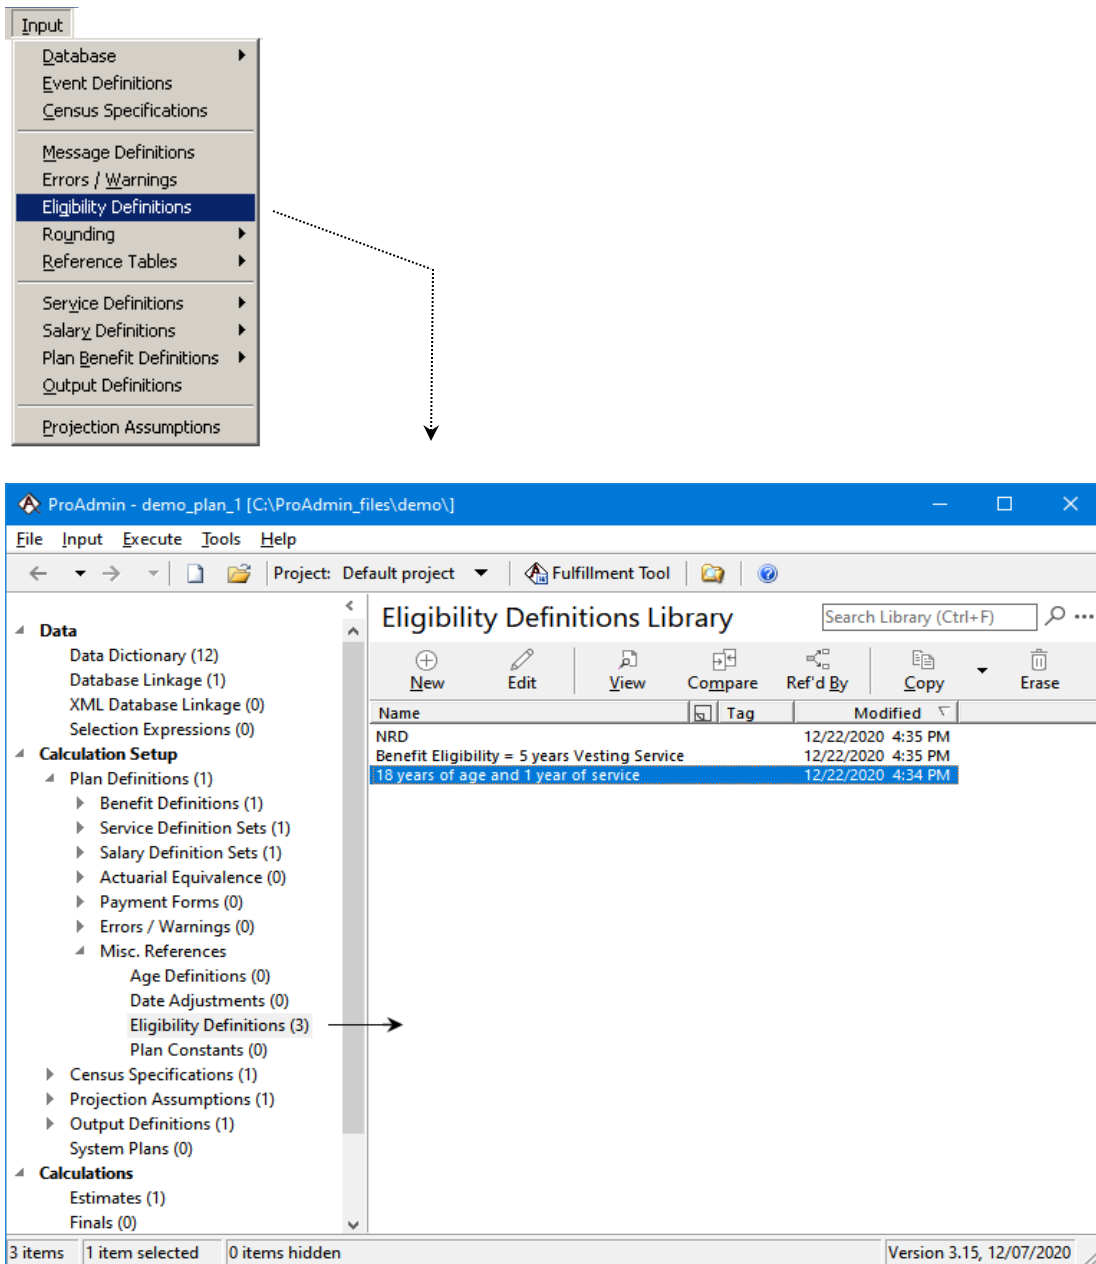 Input
Database
Event Definitions
Census Specifications
Message Definitions
Errors / Warnings
Eligibility Definitions
Rounding
Reference Tables
Service Definitions
Salary Definitions
Plan Benefit Definitions
Output Definitions
Projection Assumptions
ProAdmin - demo_plan_1 [C:\ProAdmin_files\demo\]
File Input Execute Tools Help
Project: Default project Fulfillment Tool
Data
Data Dictionary (12)
Database Linkage (1)
XML Database Linkage (0)
Selection Expressions (0)
Calculation Setup
Plan Definitions (1)
Benefit Definitions (1)
Service Definition Sets (1)
Salary Definition Sets (1)
Actuarial Equivalence (0)
Payment Forms (0)
Errors / Warnings (0)
Misc. References
Age Definitions (0)
Date Adjustments (0)
Eligibility Definitions (3)
Plan Constants (0)
Census Specifications (1)
Projection Assumptions (1)
Output Definitions (1)
System Plans (0)
Calculations
Estimates (1)
Finals (0)
Eligibility Definitions Library Search Library (Ctrl+F)
New Edit View Compare Ref'd By Copy Erase
Name Tag Modified
NRD 12/22/2020 4:35 PM
Benefit Eligibility = 5 years Vesting Service 12/22/2020 4:35 PM
18 years of age and 1 year of service 12/22/2020 4:34 PM
3 items 1 item selected 0 items hidden Version 3.15, 12/07/2020